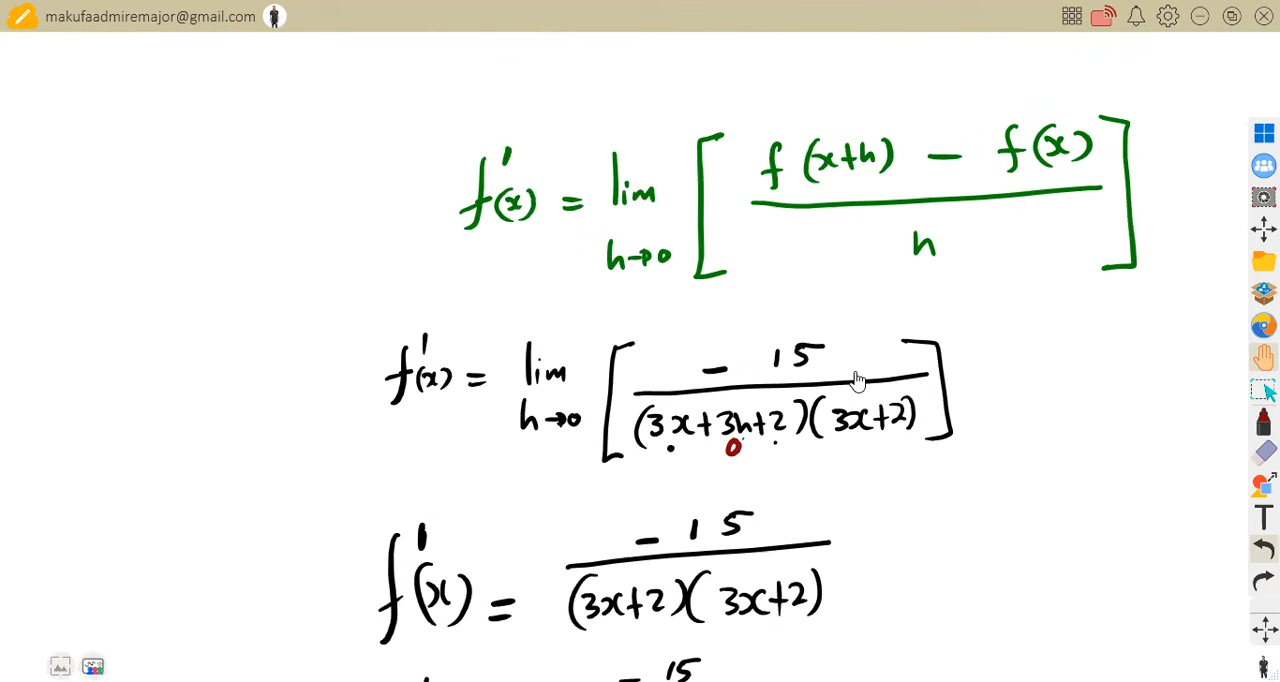 makufaadmiremajor@gmail.com
f'(x) = lim h→0 [ f(x+h) − f(x) / h ]
f'(x) = lim h→0 [ − 15 / (3x+3h+2)(3x+2) ]
0
f'(x) = − 15 / (3x+2)(3x+2)
− 15